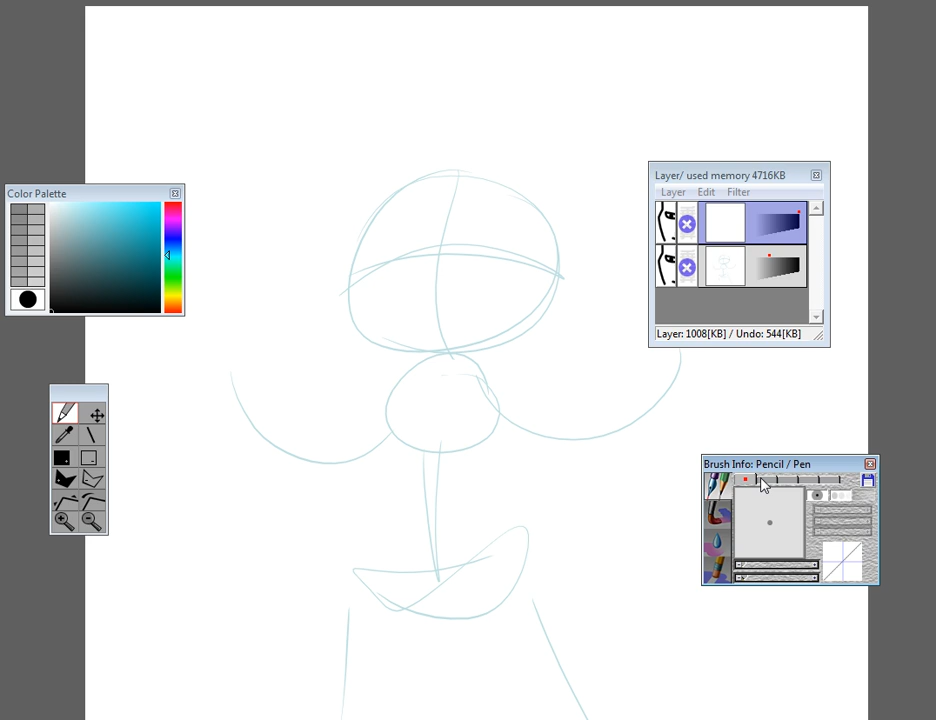 Layer/ used memory 4716KB
Color Palette
Layer Edit Filter
Layer: 1008[KB] / Undo: 544[KB]
Brush Info: Pencil / Pen